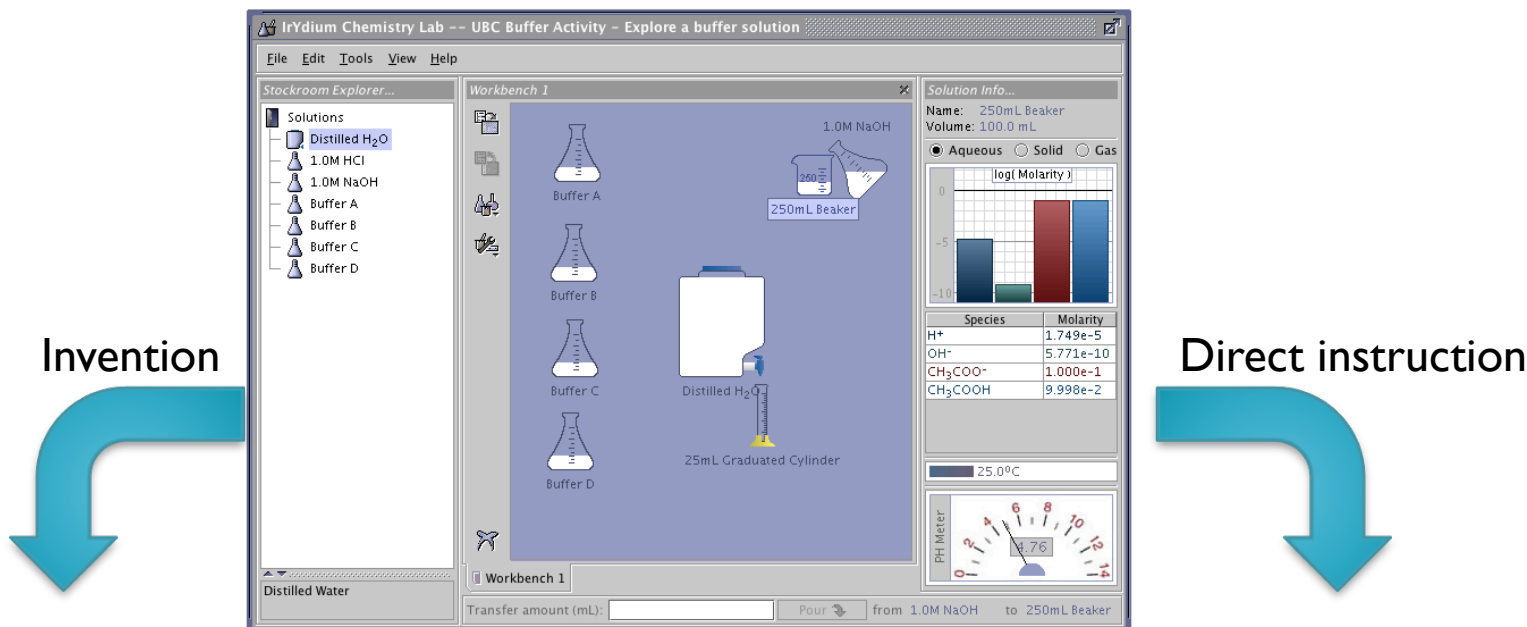 IrYdium Chemistry Lab -- UBC Buffer Activity - Explore a buffer solution
File Edit Tools View Help
Stockroom Explorer...
Solutions
Distilled H₂O
1.0M HCl
1.0M NaOH
Buffer A
Buffer B
Buffer C
Buffer D
Distilled Water
Workbench 1
Buffer A
Buffer B
Buffer C
Buffer D
1.0M NaOH
250
250mL Beaker
Distilled H₂O
25mL Graduated Cylinder
Workbench 1
Transfer amount (mL): Pour from 1.0M NaOH to 250mL Beaker
Solution Info...
Name: 250mL Beaker
Volume: 100.0 mL
Aqueous Solid Gas
log( Molarity )
0
-5
-10
Species Molarity
H⁺ 1.749e-5
OH⁻ 5.771e-10
CH₃COO⁻ 1.000e-1
CH₃COOH 9.998e-2
25.0⁰C
PH Meter
0 2 4 6 8 10 12 14
4.76
Invention
Direct instruction